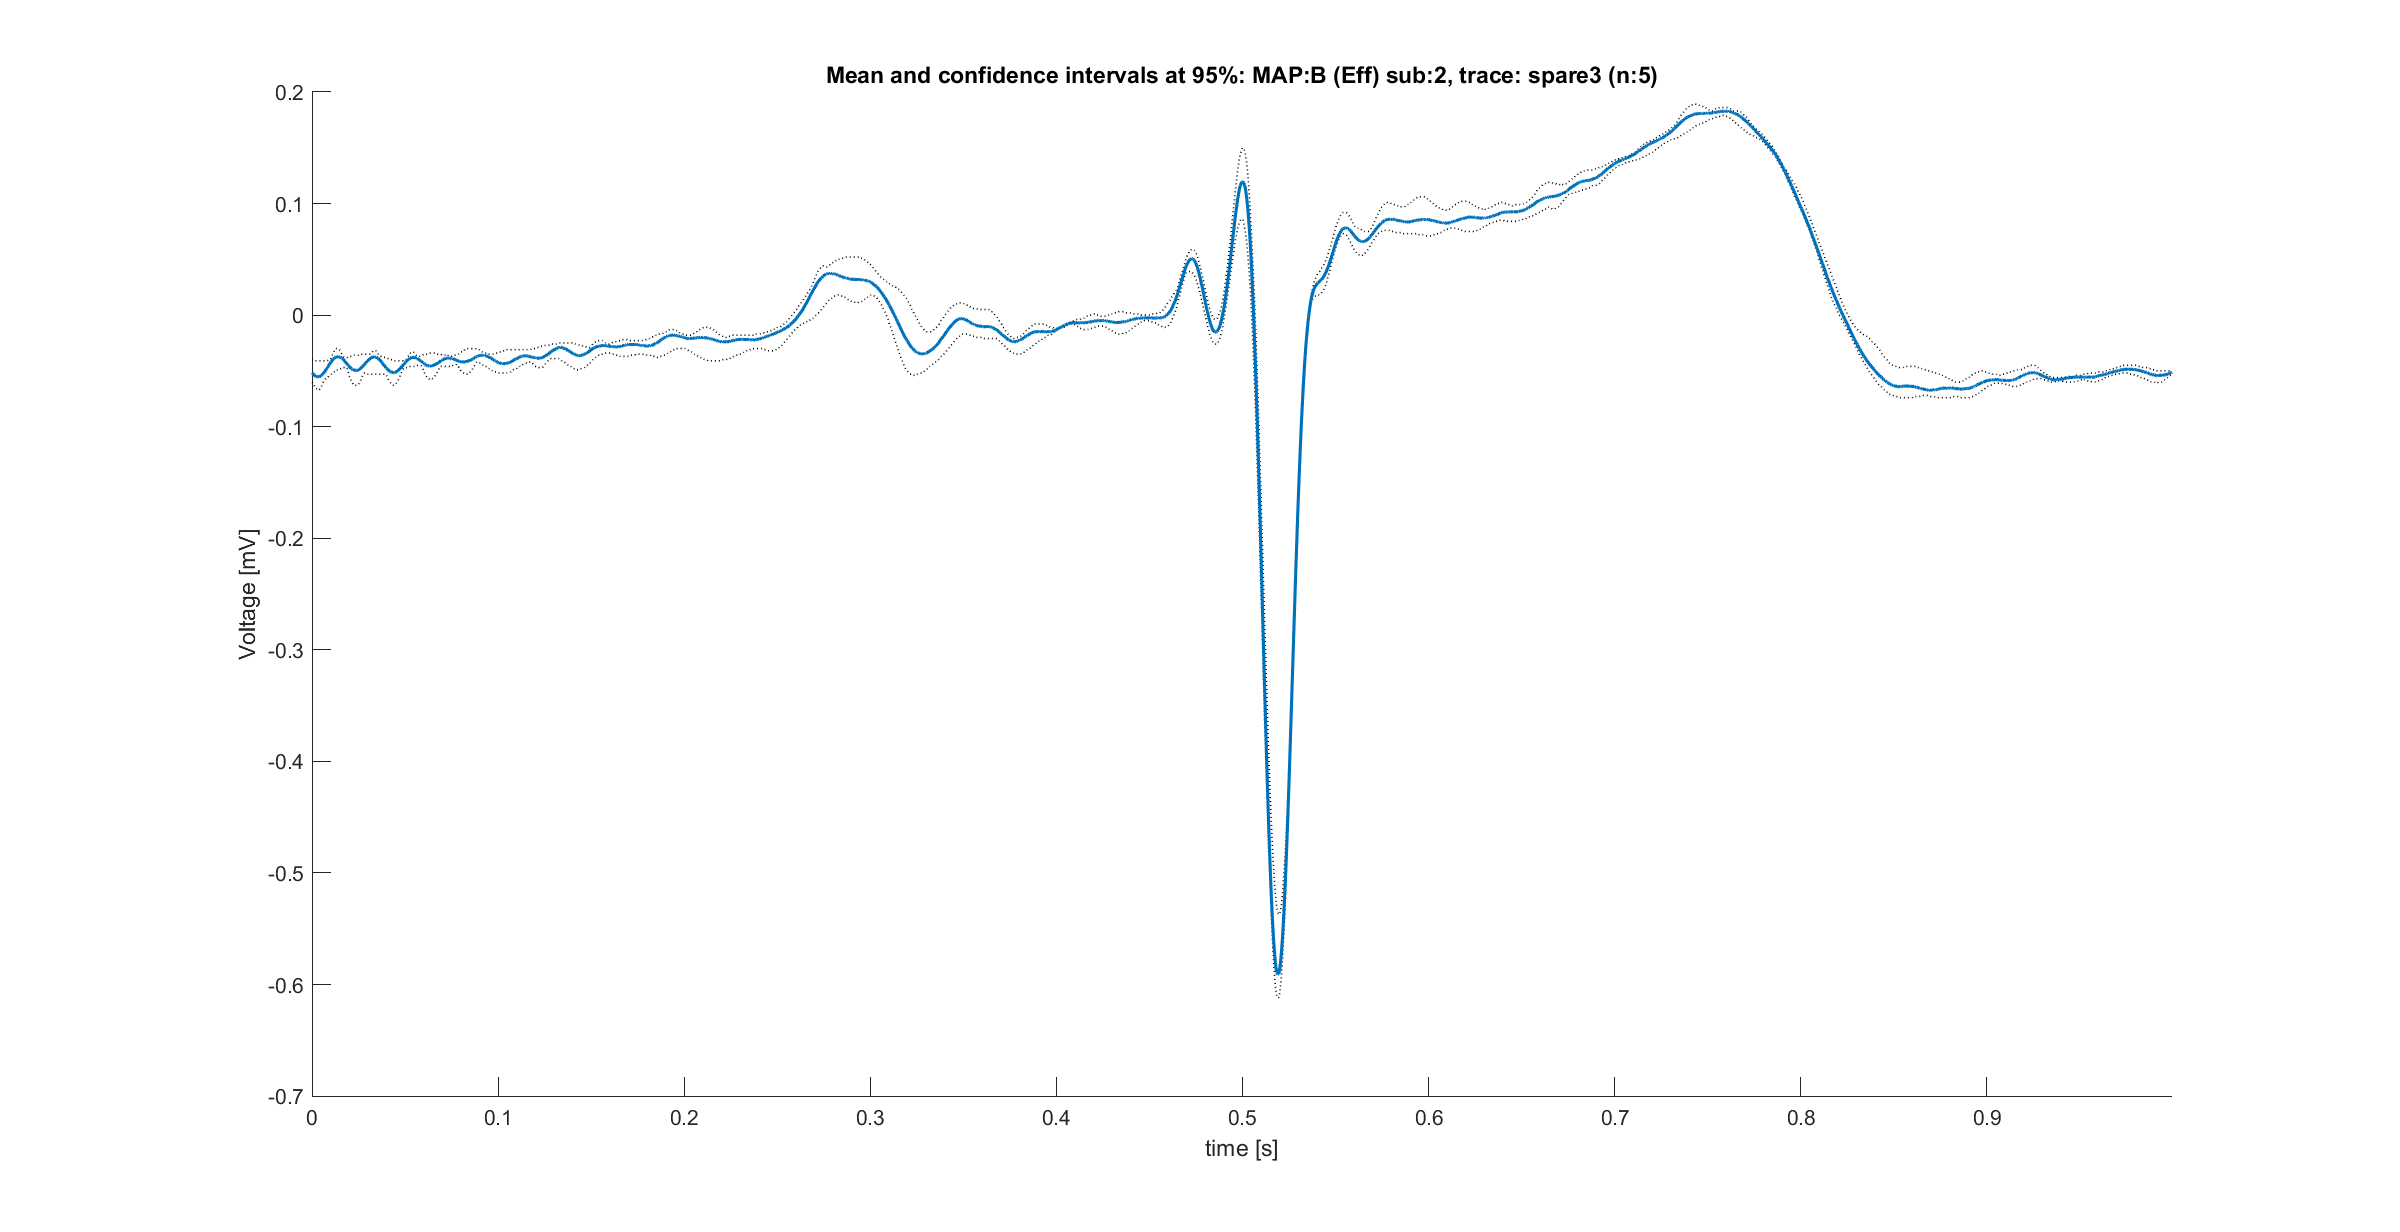 Mean and confidence intervals at 95%: MAP:B (Eff) sub:2, trace: spare3 (n:5)
0.2
0.1
0
-0.1
-0.2
-0.3
-0.4
-0.5
-0.6
-0.7
Voltage [mV]
0 0.1 0.2 0.3 0.4 0.5 0.6 0.7 0.8 0.9
time [s]